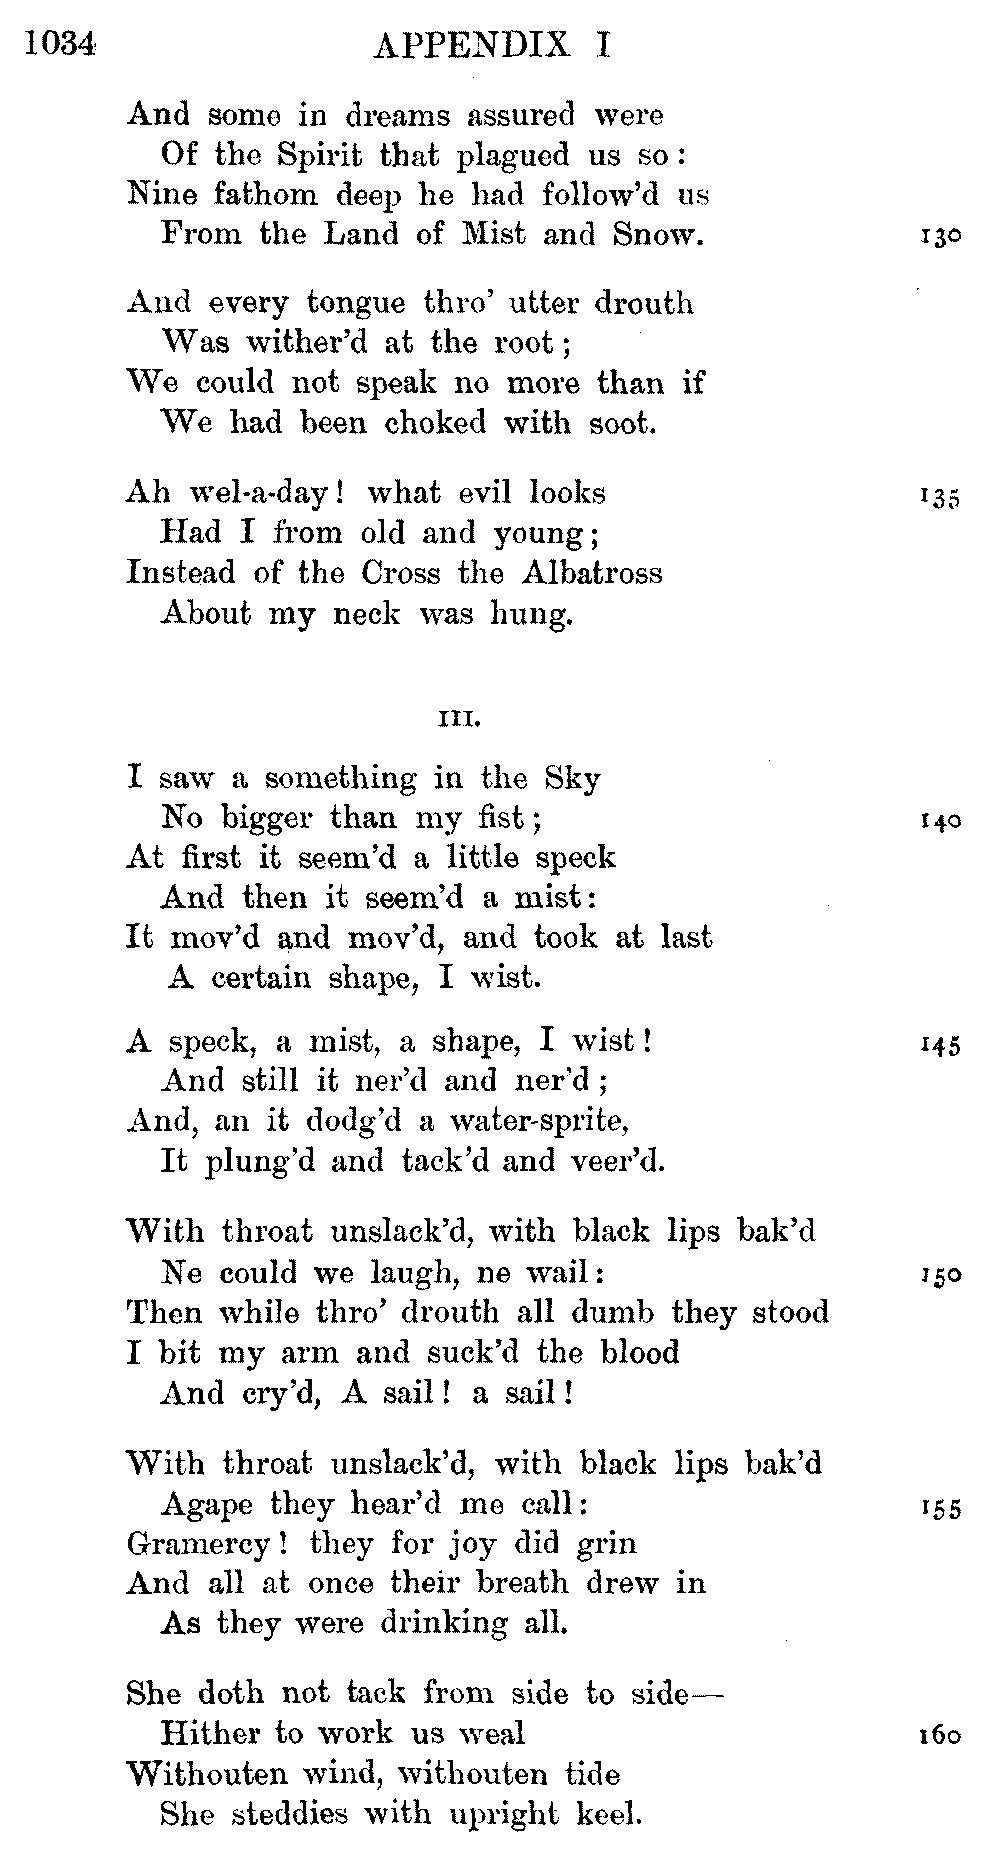 1034 APPENDIX I
And some in dreams assured were
Of the Spirit that plagued us so:
Nine fathom deep he had follow'd us
From the Land of Mist and Snow. 130
And every tongue thro' utter drouth
Was wither'd at the root;
We could not speak no more than if
We had been choked with soot.
Ah wel-a-day! what evil looks 135
Had I from old and young;
Instead of the Cross the Albatross
About my neck was hung.
III.
I saw a something in the Sky
No bigger than my fist; 140
At first it seem'd a little speck
And then it seem'd a mist:
It mov'd and mov'd, and took at last
A certain shape, I wist.
A speck, a mist, a shape, I wist! 145
And still it ner'd and ner'd;
And, an it dodg'd a water-sprite,
It plung'd and tack'd and veer'd.
With throat unslack'd, with black lips bak'd
Ne could we laugh, ne wail: 150
Then while thro' drouth all dumb they stood
I bit my arm and suck'd the blood
And cry'd, A sail! a sail!
With throat unslack'd, with black lips bak'd
Agape they hear'd me call: 155
Gramercy! they for joy did grin
And all at once their breath drew in
As they were drinking all.
She doth not tack from side to side—
Hither to work us weal 160
Withouten wind, withouten tide
She steddies with upright keel.